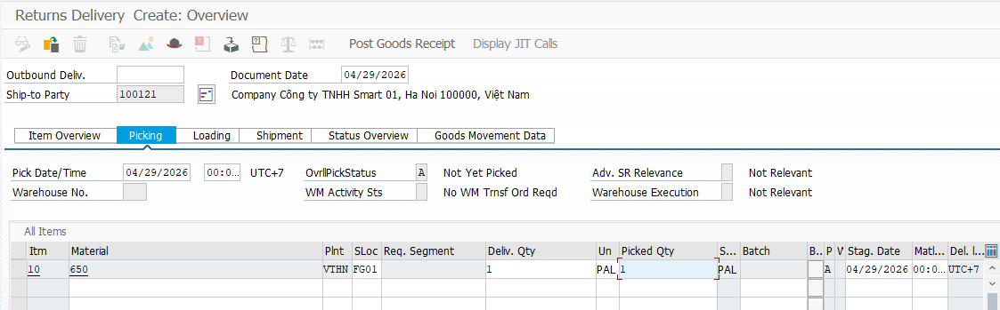 Returns Delivery Create: Overview
Post Goods Receipt Display JIT Calls
Outbound Deliv. Document Date 04/29/2026
Ship-to Party 100121 Company Công ty TNHH Smart 01, Ha Noi 100000, Việt Nam
Item Overview Picking Loading Shipment Status Overview Goods Movement Data
Pick Date/Time 04/29/2026 00:0... UTC+7 OvrllPickStatus A Not Yet Picked Adv. SR Relevance Not Relevant
Warehouse No. WM Activity Sts No WM Trnsf Ord Reqd Warehouse Execution Not Relevant
All Items
Itm Material Plnt SLoc Req. Segment Deliv. Qty Un Picked Qty S... Batch B... P W Stag. Date Matl... Del. l...
10 650 VTHN FG01 1 PAL 1 PAL A 04/29/2026 00:0... UTC+7